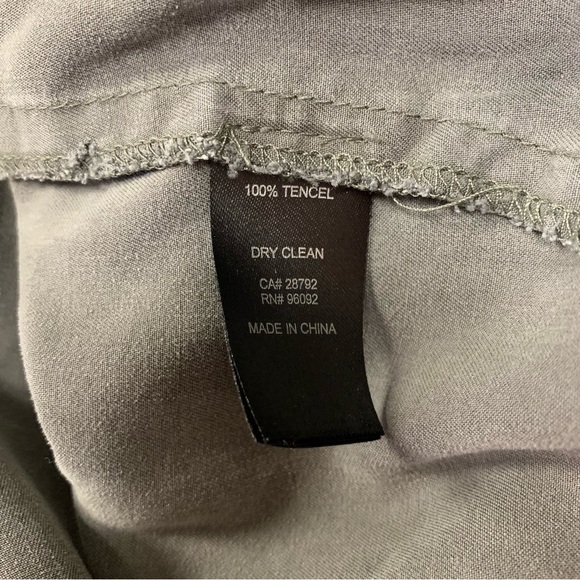 100% TENCEL
DRY CLEAN
CA# 28792
RN# 96092
MADE IN CHINA